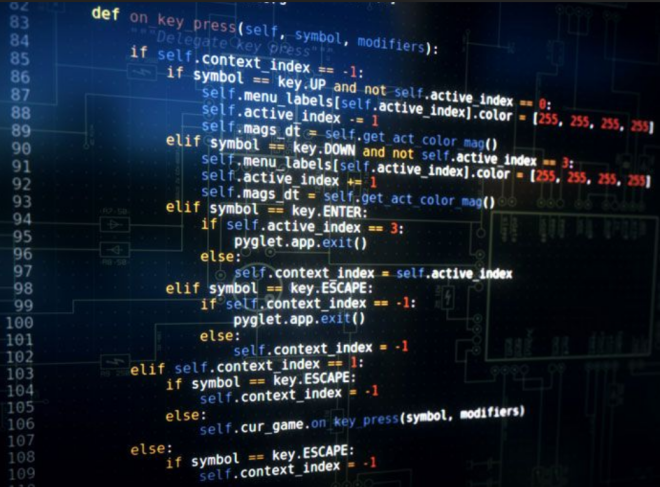 82
83 def on_key_press(self, symbol, modifiers):
84 """Delegate key press"""
85 if self.context_index == -1:
86 if symbol == key.UP and not self.active_index == 0:
87 self.menu_labels[self.active_index].color = [255, 255, 255, 255]
88 self.active_index -= 1
89 self.mags_dt = self.get_act_color_mag()
90 elif symbol == key.DOWN and not self.active_index == 3:
91 self.menu_labels[self.active_index].color = [255, 255, 255, 255]
92 self.active_index += 1
93 self.mags_dt = self.get_act_color_mag()
94 elif symbol == key.ENTER:
95 if self.active_index == 3:
96 pyglet.app.exit()
97 else:
98 self.context_index = self.active_index
99 elif symbol == key.ESCAPE:
100 if self.context_index == -1:
101 pyglet.app.exit()
102 else:
103 self.context_index = -1
104 elif self.context_index == 1:
105 if symbol == key.ESCAPE:
106 self.context_index = -1
107 else:
108 self.cur_game.on_key_press(symbol, modifiers)
109 else:
if symbol == key.ESCAPE:
self.context_index = -1